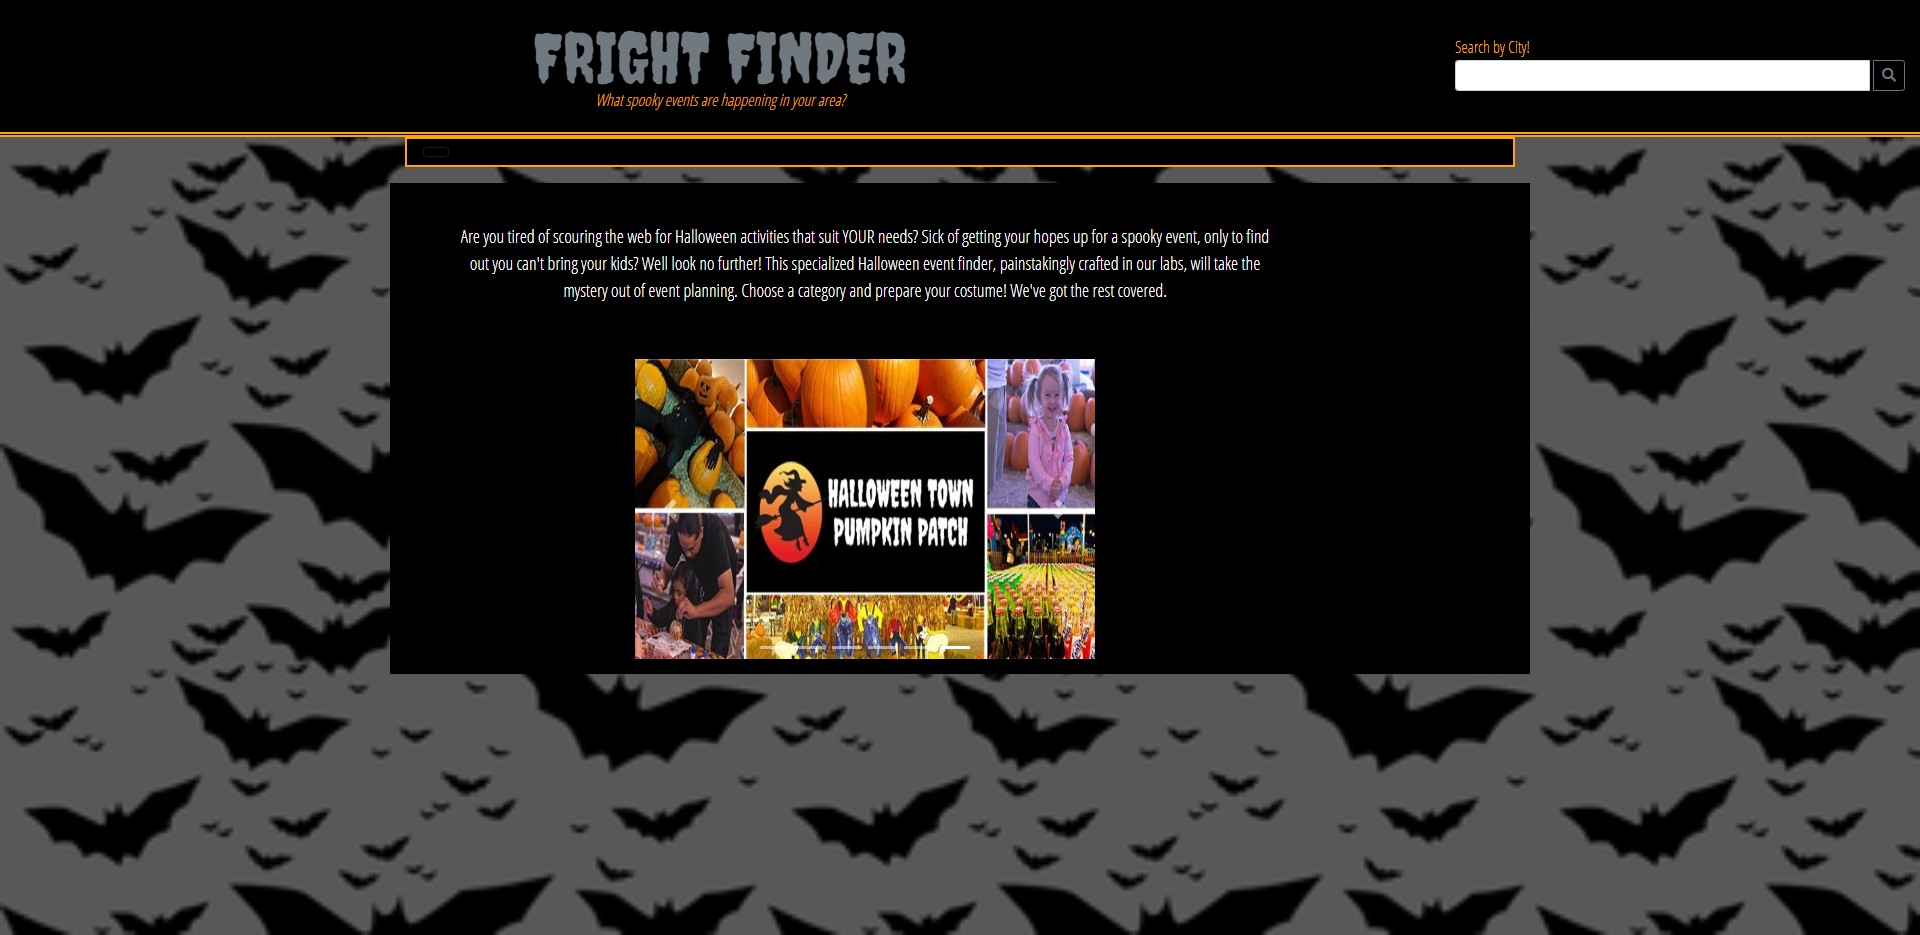 FRIGHT FINDER
What spooky events are happening in your area?
Search by City!
Are you tired of scouring the web for Halloween activities that suit YOUR needs? Sick of getting your hopes up for a spooky event, only to find
out you can't bring your kids? Well look no further! This specialized Halloween event finder, painstakingly crafted in our labs, will take the
mystery out of event planning. Choose a category and prepare your costume! We've got the rest covered.
HALLOWEEN TOWN
PUMPKIN PATCH